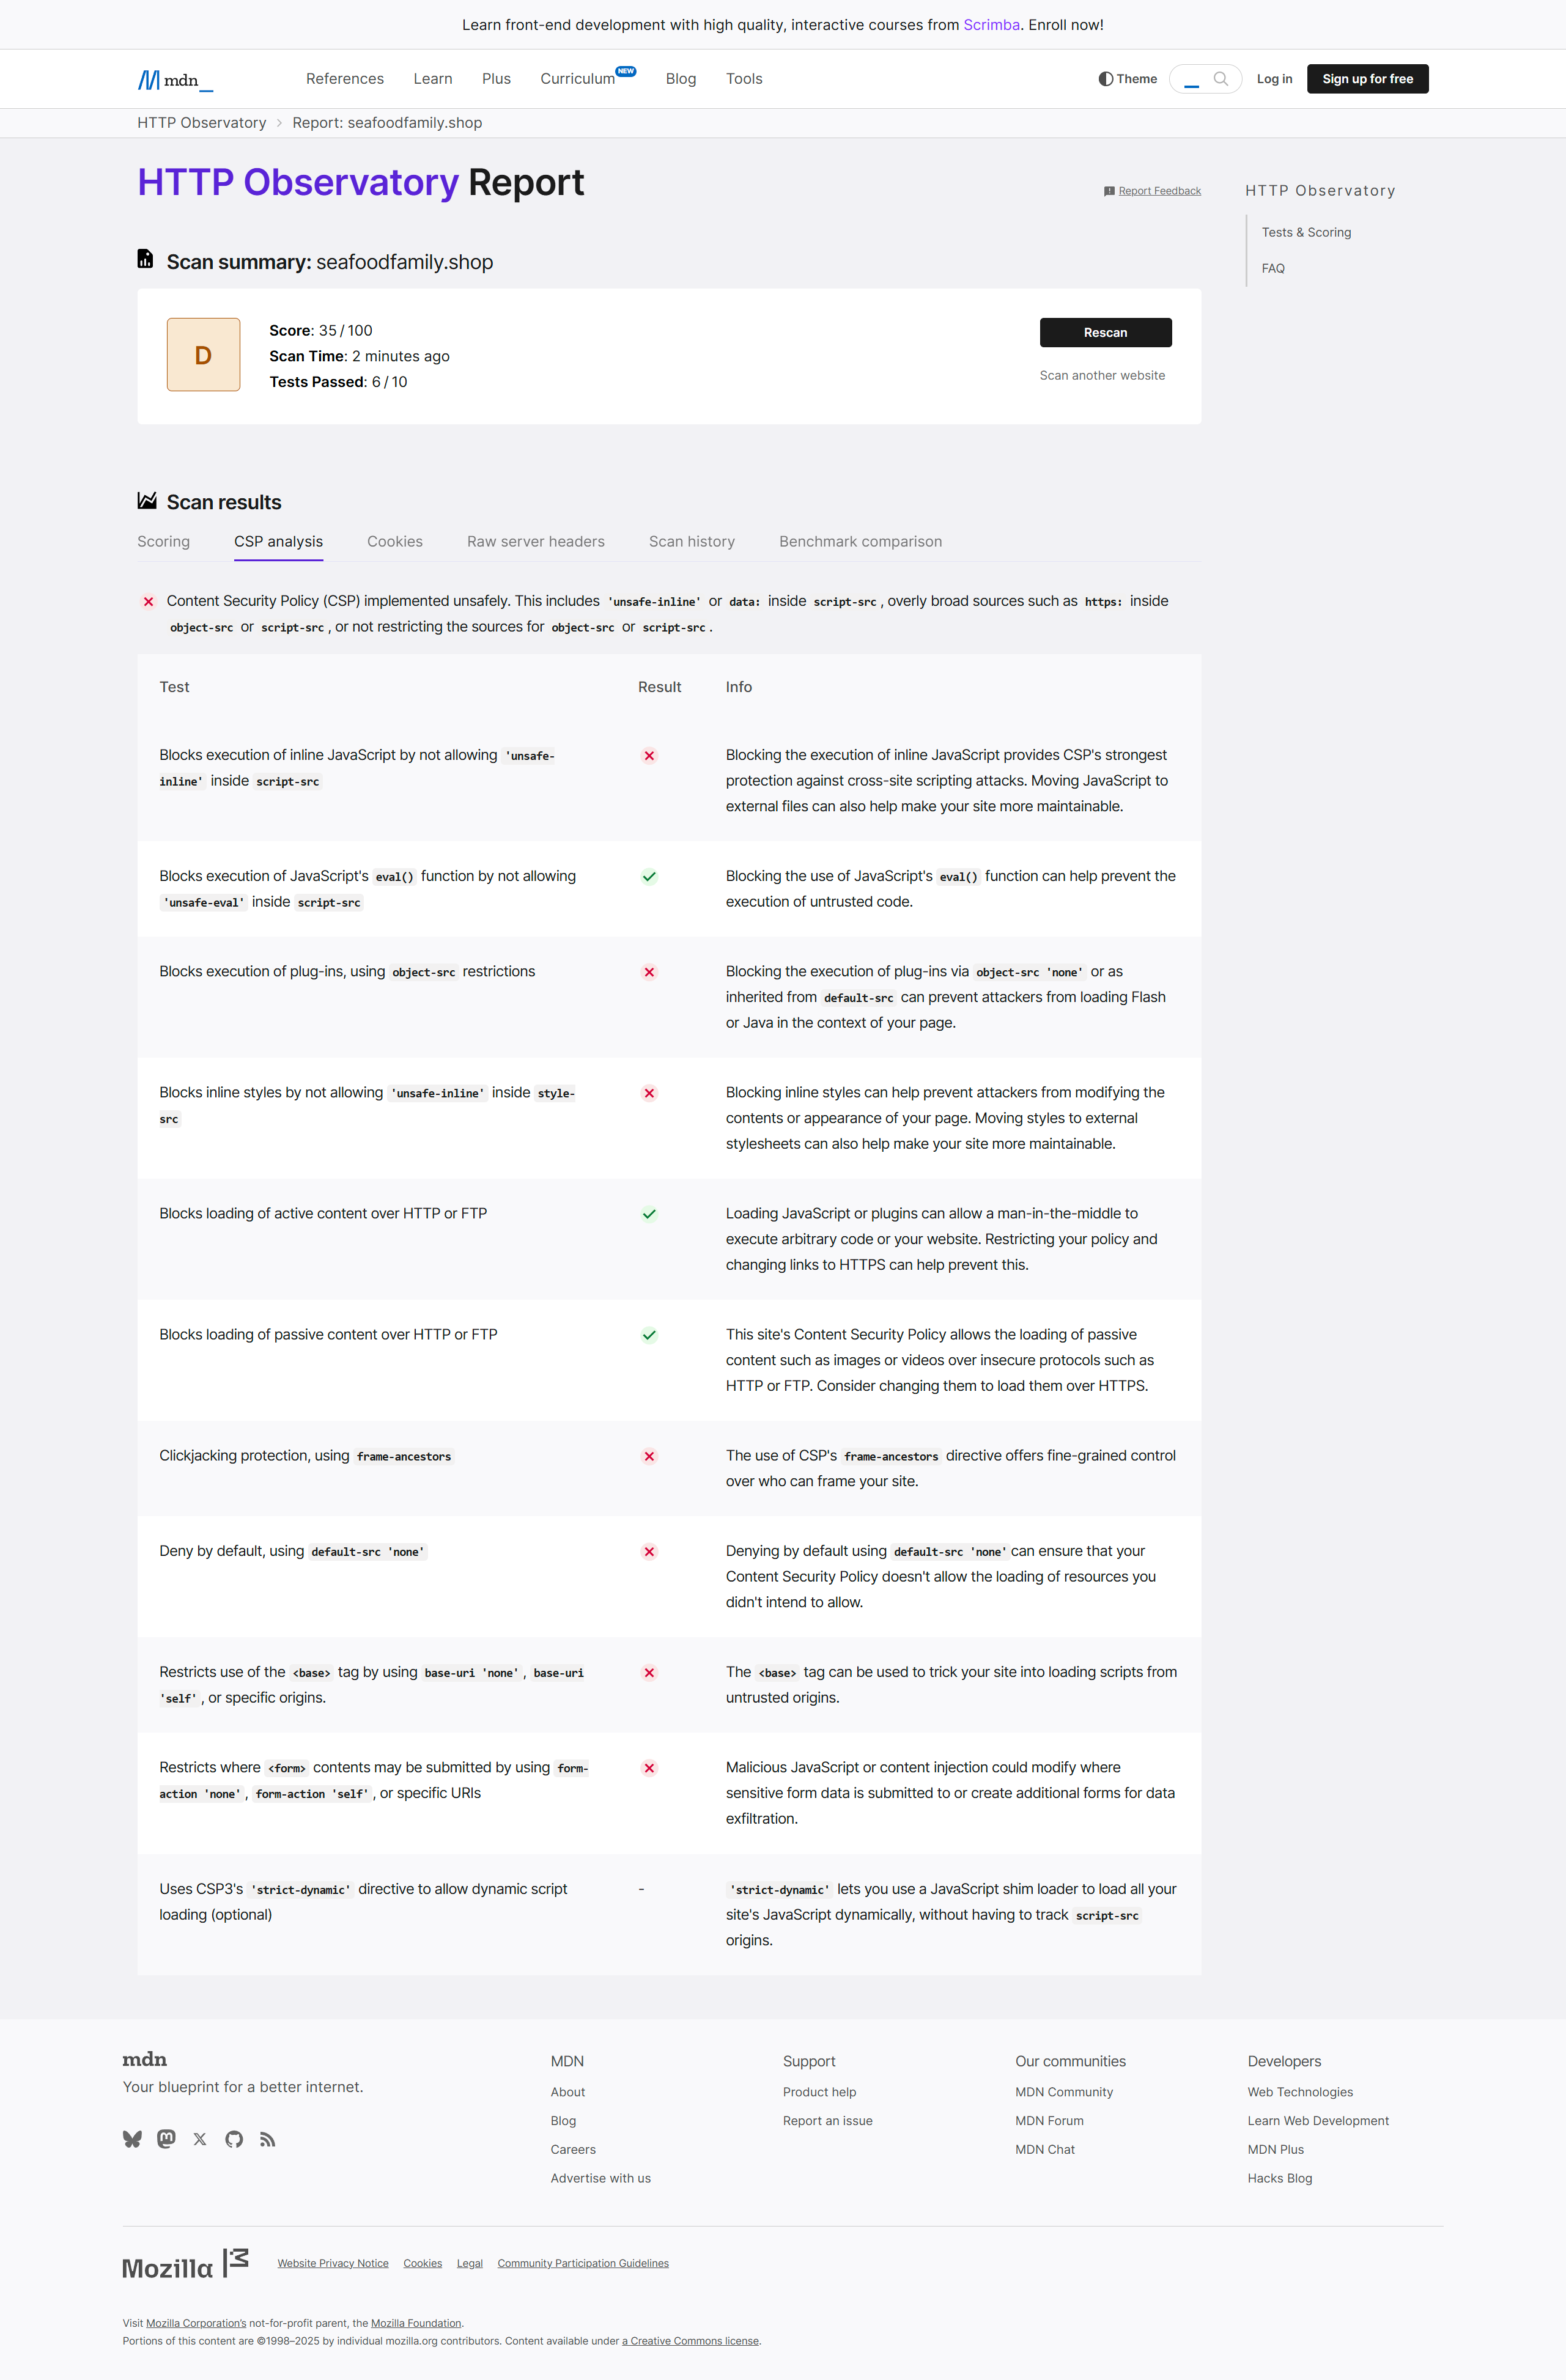 Learn front-end development with high quality, interactive courses from Scrimba. Enroll now!
mdn_
References Learn Plus Curriculum NEW Blog Tools Theme Log in Sign up for free
HTTP Observatory > Report: seafoodfamily.shop
HTTP Observatory Report
Report Feedback
HTTP Observatory
Tests & Scoring
FAQ
Scan summary: seafoodfamily.shop
D
Score: 35 / 100
Scan Time: 2 minutes ago
Tests Passed: 6 / 10
Rescan
Scan another website
Scan results
Scoring CSP analysis Cookies Raw server headers Scan history Benchmark comparison
Content Security Policy (CSP) implemented unsafely. This includes 'unsafe-inline' or data: inside script-src , overly broad sources such as https: inside
object-src or script-src , or not restricting the sources for object-src or script-src .
Test Result Info
Blocks execution of inline JavaScript by not allowing 'unsafe-
inline' inside script-src
Blocking the execution of inline JavaScript provides CSP's strongest
protection against cross-site scripting attacks. Moving JavaScript to
external files can also help make your site more maintainable.
Blocks execution of JavaScript's eval() function by not allowing
'unsafe-eval' inside script-src
Blocking the use of JavaScript's eval() function can help prevent the
execution of untrusted code.
Blocks execution of plug-ins, using object-src restrictions
Blocking the execution of plug-ins via object-src 'none' or as
inherited from default-src can prevent attackers from loading Flash
or Java in the context of your page.
Blocks inline styles by not allowing 'unsafe-inline' inside style-
src
Blocking inline styles can help prevent attackers from modifying the
contents or appearance of your page. Moving styles to external
stylesheets can also help make your site more maintainable.
Blocks loading of active content over HTTP or FTP
Loading JavaScript or plugins can allow a man-in-the-middle to
execute arbitrary code or your website. Restricting your policy and
changing links to HTTPS can help prevent this.
Blocks loading of passive content over HTTP or FTP
This site's Content Security Policy allows the loading of passive
content such as images or videos over insecure protocols such as
HTTP or FTP. Consider changing them to load them over HTTPS.
Clickjacking protection, using frame-ancestors
The use of CSP's frame-ancestors directive offers fine-grained control
over who can frame your site.
Deny by default, using default-src 'none'
Denying by default using default-src 'none' can ensure that your
Content Security Policy doesn't allow the loading of resources you
didn't intend to allow.
Restricts use of the <base> tag by using base-uri 'none' , base-uri
'self' , or specific origins.
The <base> tag can be used to trick your site into loading scripts from
untrusted origins.
Restricts where <form> contents may be submitted by using form-
action 'none' , form-action 'self' , or specific URIs
Malicious JavaScript or content injection could modify where
sensitive form data is submitted to or create additional forms for data
exfiltration.
Uses CSP3's 'strict-dynamic' directive to allow dynamic script
loading (optional)
-
'strict-dynamic' lets you use a JavaScript shim loader to load all your
site's JavaScript dynamically, without having to track script-src
origins.
mdn
Your blueprint for a better internet.
MDN
About
Blog
Careers
Advertise with us
Support
Product help
Report an issue
Our communities
MDN Community
MDN Forum
MDN Chat
Developers
Web Technologies
Learn Web Development
MDN Plus
Hacks Blog
Mozilla
Website Privacy Notice Cookies Legal Community Participation Guidelines
Visit Mozilla Corporation's not-for-profit parent, the Mozilla Foundation.
Portions of this content are ©1998–2025 by individual mozilla.org contributors. Content available under a Creative Commons license.